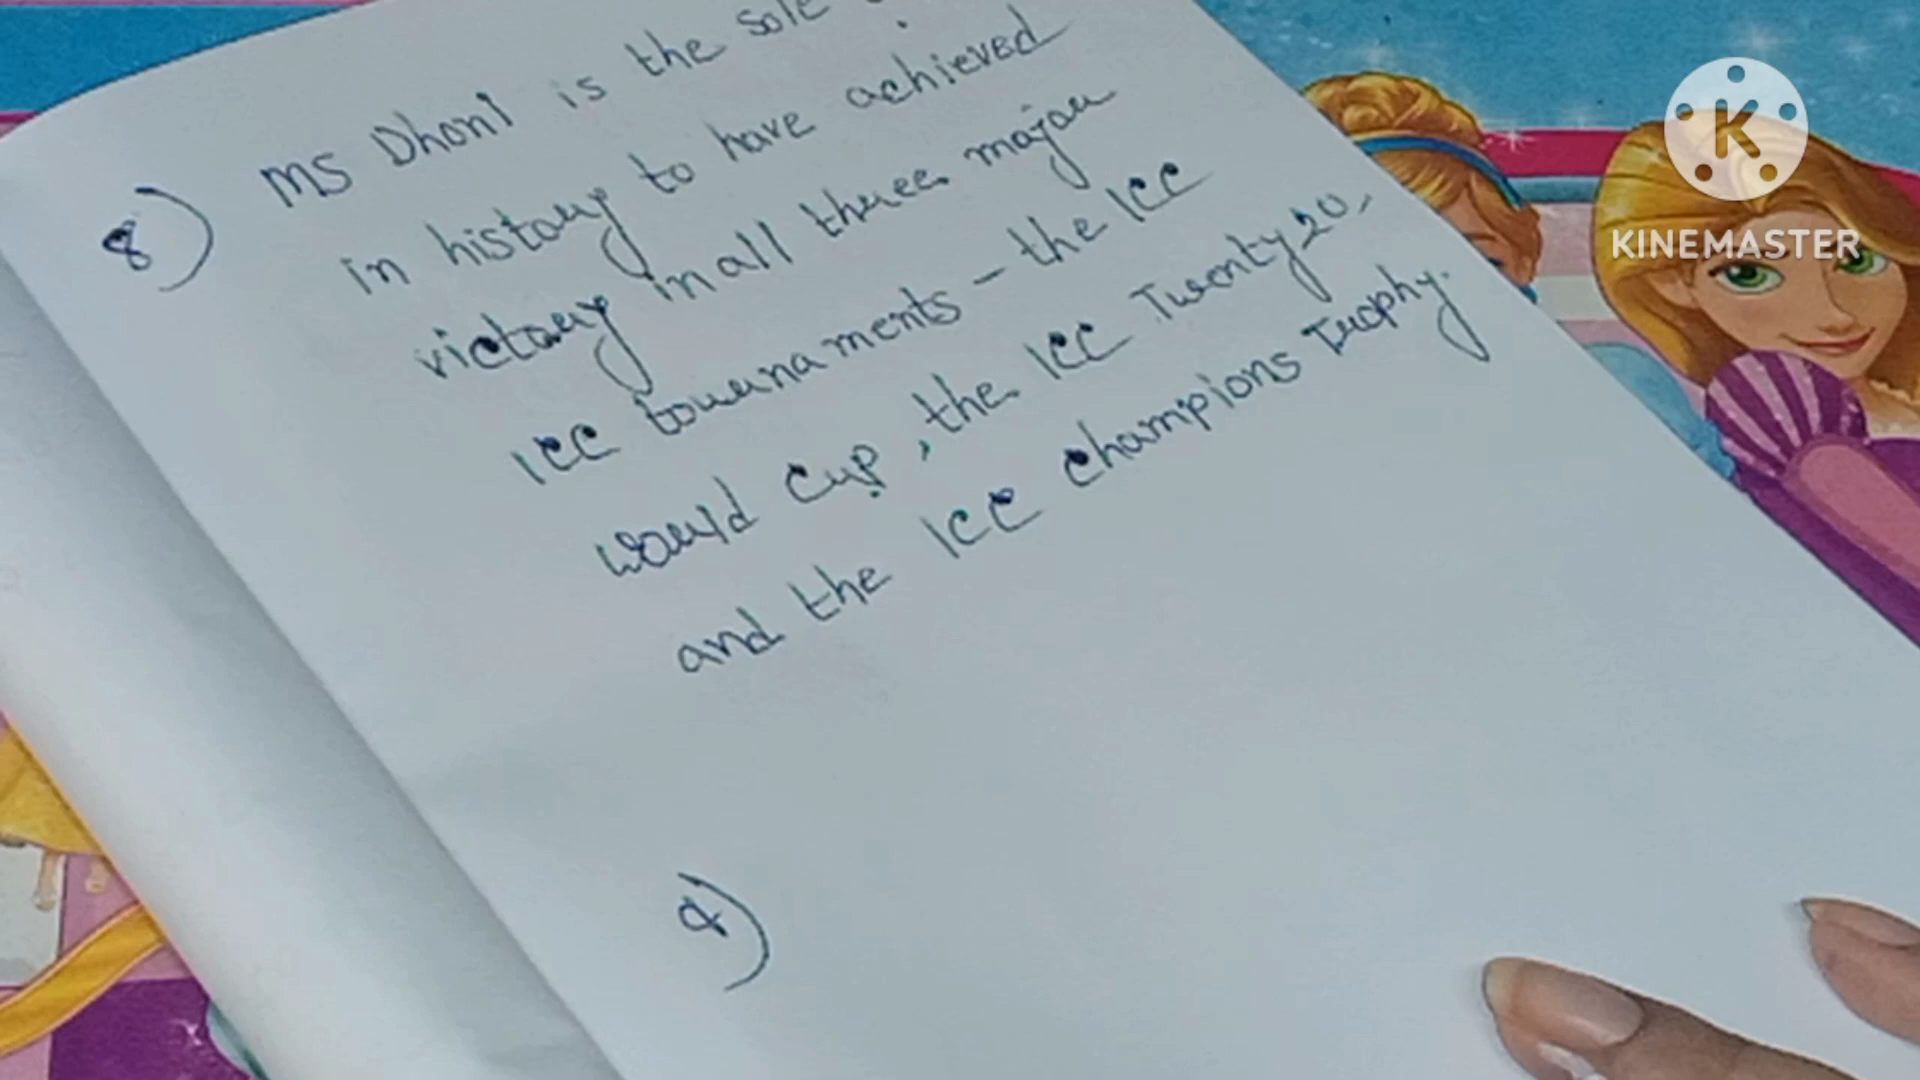 8) MS Dhoni is the sole
in history to have achieved
victory in all three major
ICC tournaments - the ICC
World Cup, the ICC Twenty20,
and the ICC Champions Trophy.
9)
KINEMASTER